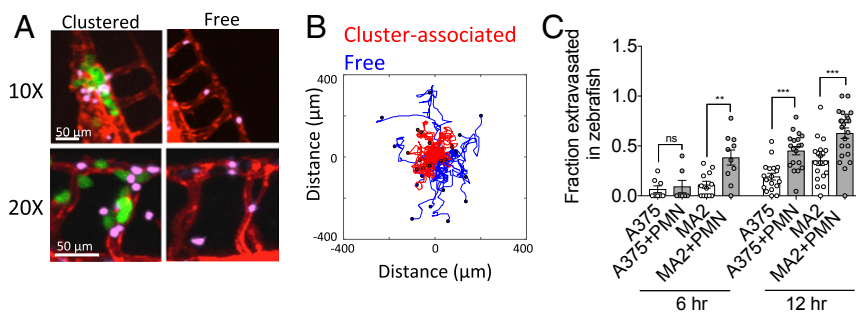 A
Clustered
Free
10X
50 µm
20X
50 µm
B
Cluster-associated
Free
Distance (µm)
400
0
-400
-400
0
400
Distance (µm)
C
Fraction extravasated
in zebrafish
1.5
1.0
0.5
0.0
ns
**
***
***
A375
A375+PMN
MA2
MA2+PMN
A375
A375+PMN
MA2
MA2+PMN
6 hr
12 hr